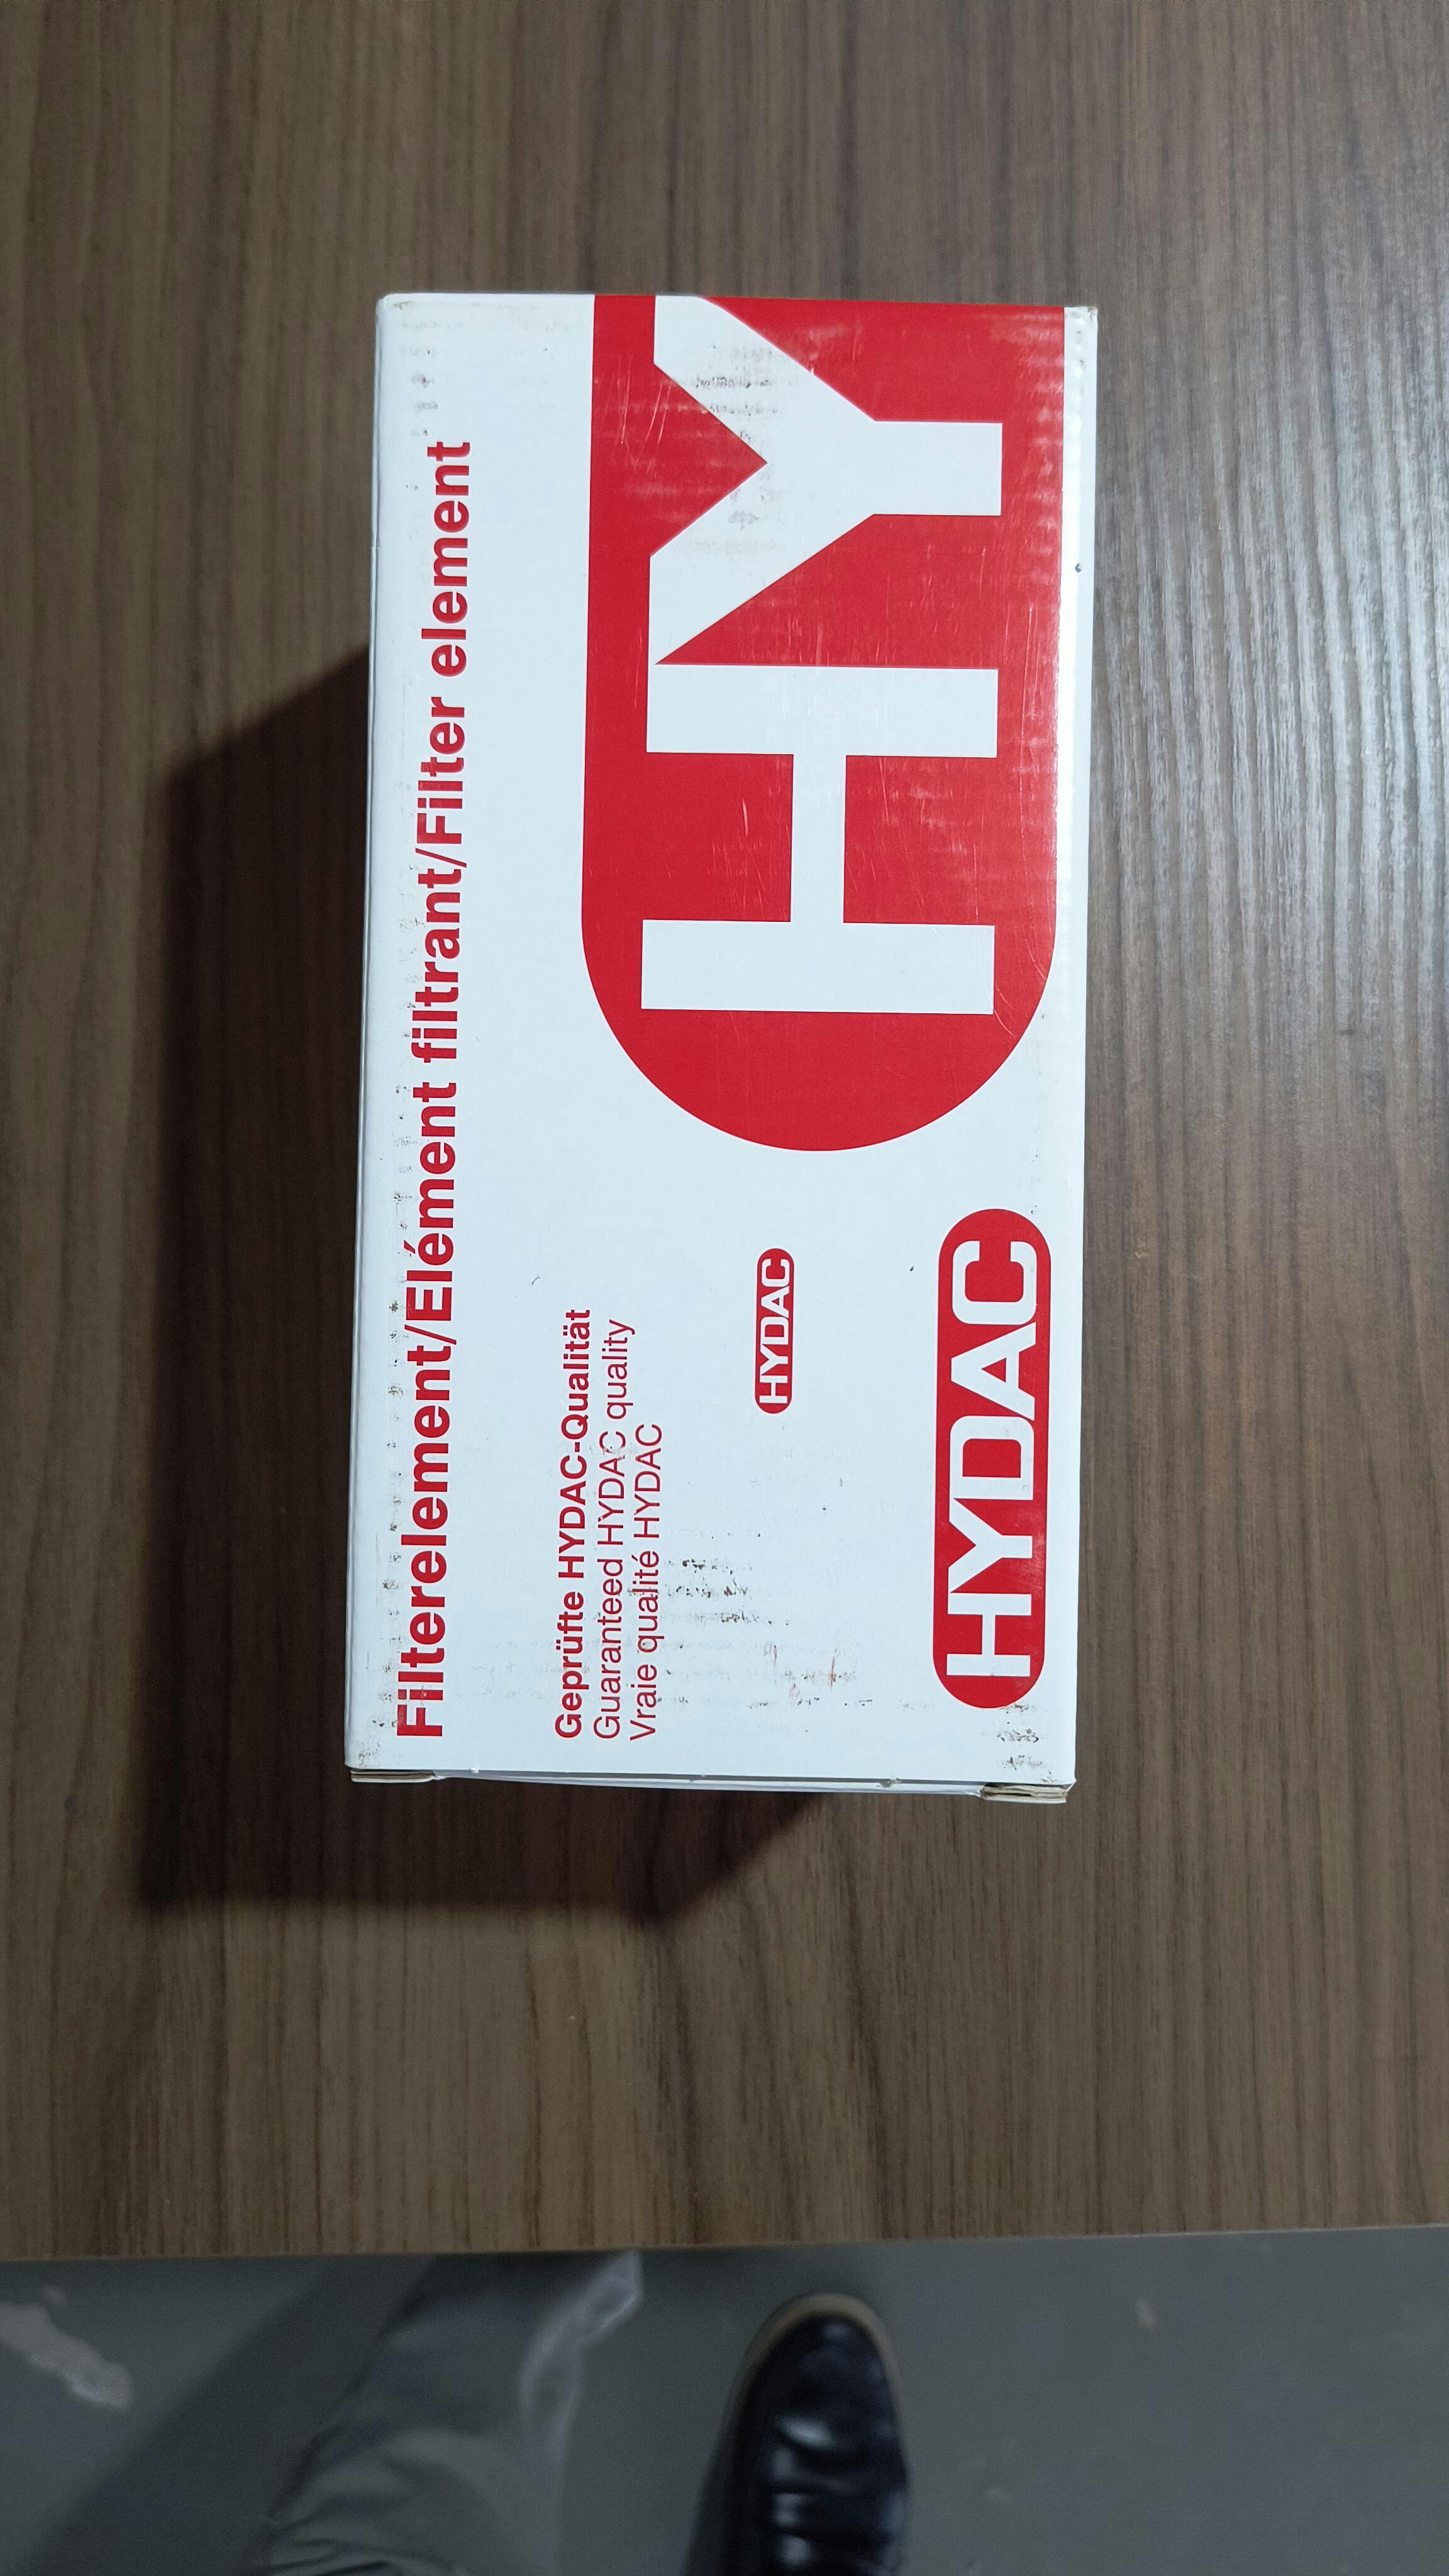 Filterelement/Elément filtrant/Filter element
Geprüfte HYDAC-Qualität
Guaranteed HYDAC quality
Vraie qualité HYDAC
HYDAC
HYDAC
HY